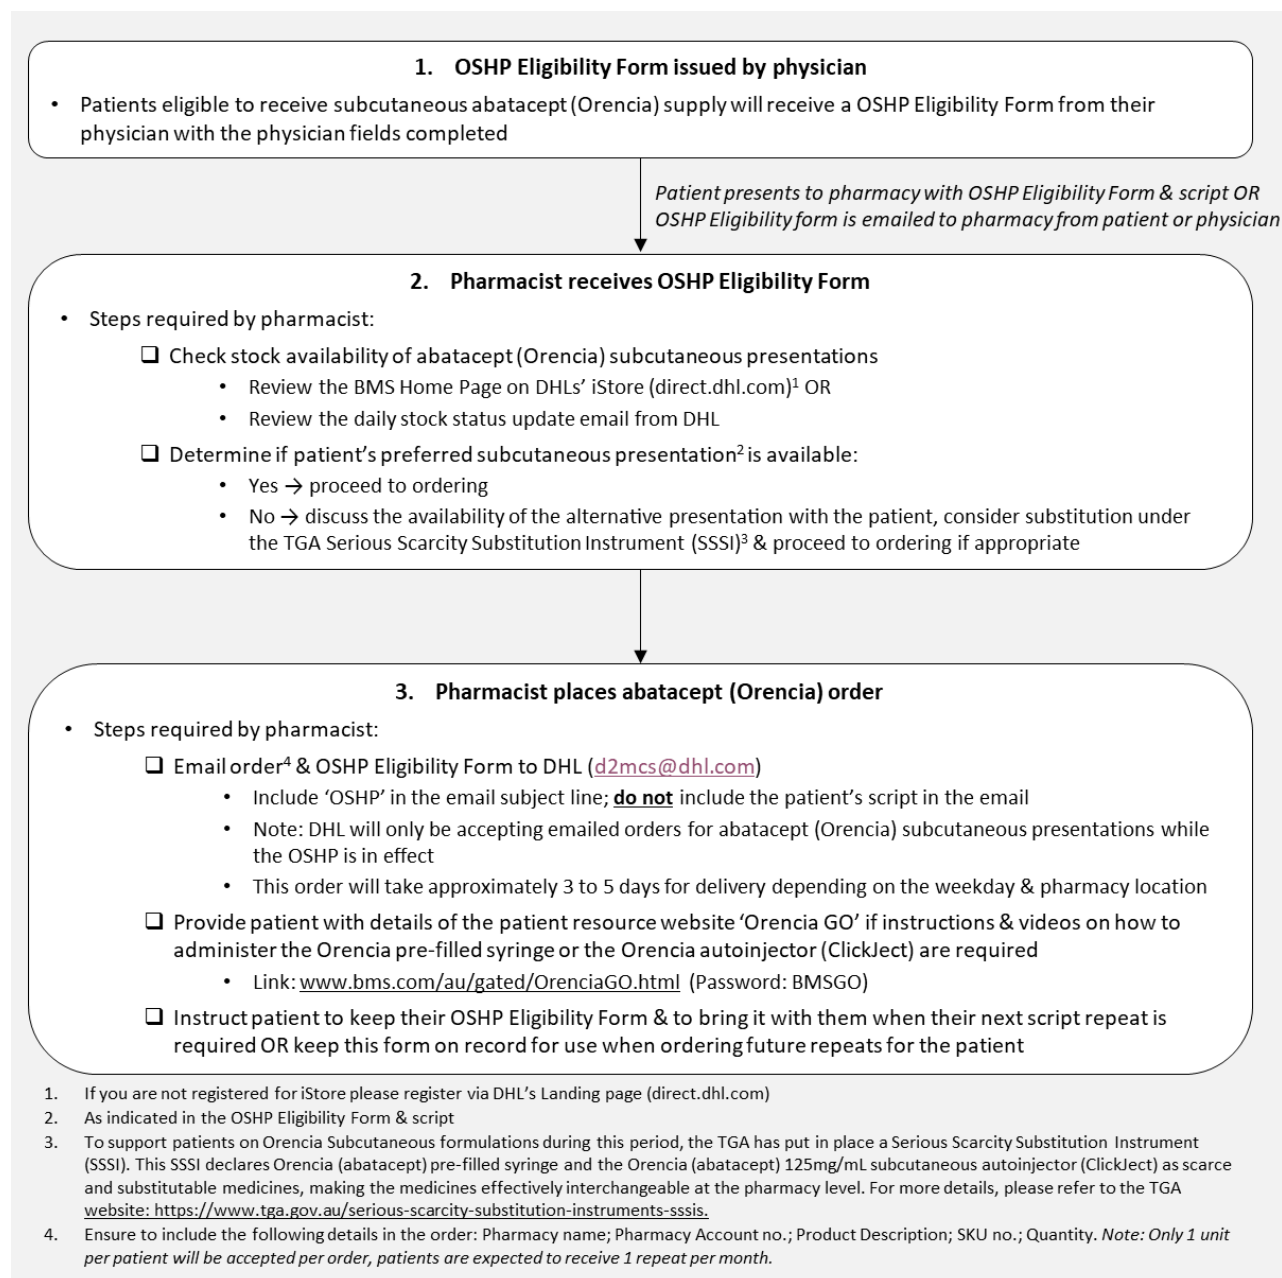 1. OSHP Eligibility Form issued by physician
• Patients eligible to receive subcutaneous abatacept (Orencia) supply will receive a OSHP Eligibility Form from their
physician with the physician fields completed
Patient presents to pharmacy with OSHP Eligibility Form & script OR
OSHP Eligibility form is emailed to pharmacy from patient or physician
2. Pharmacist receives OSHP Eligibility Form
• Steps required by pharmacist:
❑ Check stock availability of abatacept (Orencia) subcutaneous presentations
• Review the BMS Home Page on DHLs' iStore (direct.dhl.com)¹ OR
• Review the daily stock status update email from DHL
❑ Determine if patient's preferred subcutaneous presentation² is available:
• Yes → proceed to ordering
• No → discuss the availability of the alternative presentation with the patient, consider substitution under
the TGA Serious Scarcity Substitution Instrument (SSSI)³ & proceed to ordering if appropriate
3. Pharmacist places abatacept (Orencia) order
• Steps required by pharmacist:
❑ Email order⁴ & OSHP Eligibility Form to DHL (d2mcs@dhl.com)
• Include 'OSHP' in the email subject line; do not include the patient's script in the email
• Note: DHL will only be accepting emailed orders for abatacept (Orencia) subcutaneous presentations while
the OSHP is in effect
• This order will take approximately 3 to 5 days for delivery depending on the weekday & pharmacy location
❑ Provide patient with details of the patient resource website 'Orencia GO' if instructions & videos on how to
administer the Orencia pre-filled syringe or the Orencia autoinjector (ClickJect) are required
• Link: www.bms.com/au/gated/OrenciaGO.html (Password: BMSGO)
❑ Instruct patient to keep their OSHP Eligibility Form & to bring it with them when their next script repeat is
required OR keep this form on record for use when ordering future repeats for the patient
1. If you are not registered for iStore please register via DHL's Landing page (direct.dhl.com)
2. As indicated in the OSHP Eligibility Form & script
3. To support patients on Orencia Subcutaneous formulations during this period, the TGA has put in place a Serious Scarcity Substitution Instrument
(SSSI). This SSSI declares Orencia (abatacept) pre-filled syringe and the Orencia (abatacept) 125mg/mL subcutaneous autoinjector (ClickJect) as scarce
and substitutable medicines, making the medicines effectively interchangeable at the pharmacy level. For more details, please refer to the TGA
website: https://www.tga.gov.au/serious-scarcity-substitution-instruments-sssis.
4. Ensure to include the following details in the order: Pharmacy name; Pharmacy Account no.; Product Description; SKU no.; Quantity. Note: Only 1 unit
per patient will be accepted per order, patients are expected to receive 1 repeat per month.